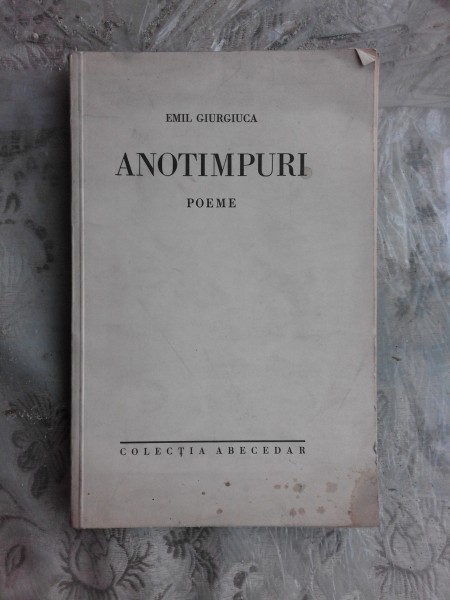 EMIL GIURGIUCA
ANOTIMPURI
POEME
COLECȚIA ABECEDAR